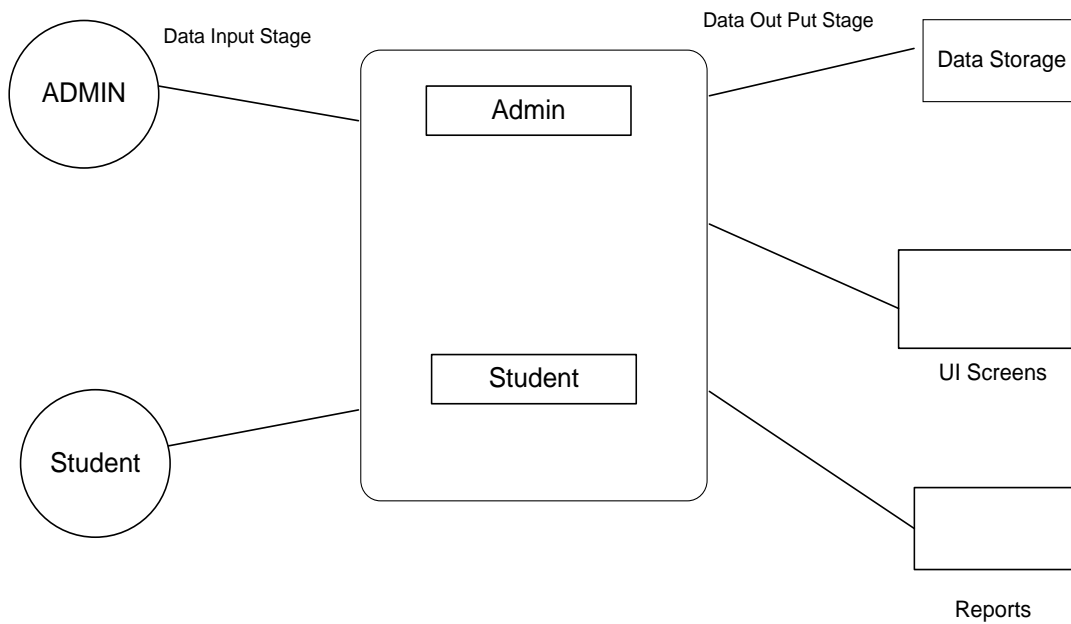 Data Input Stage
Data Out Put Stage
ADMIN
Admin
Data Storage
UI Screens
Student
Student
Reports